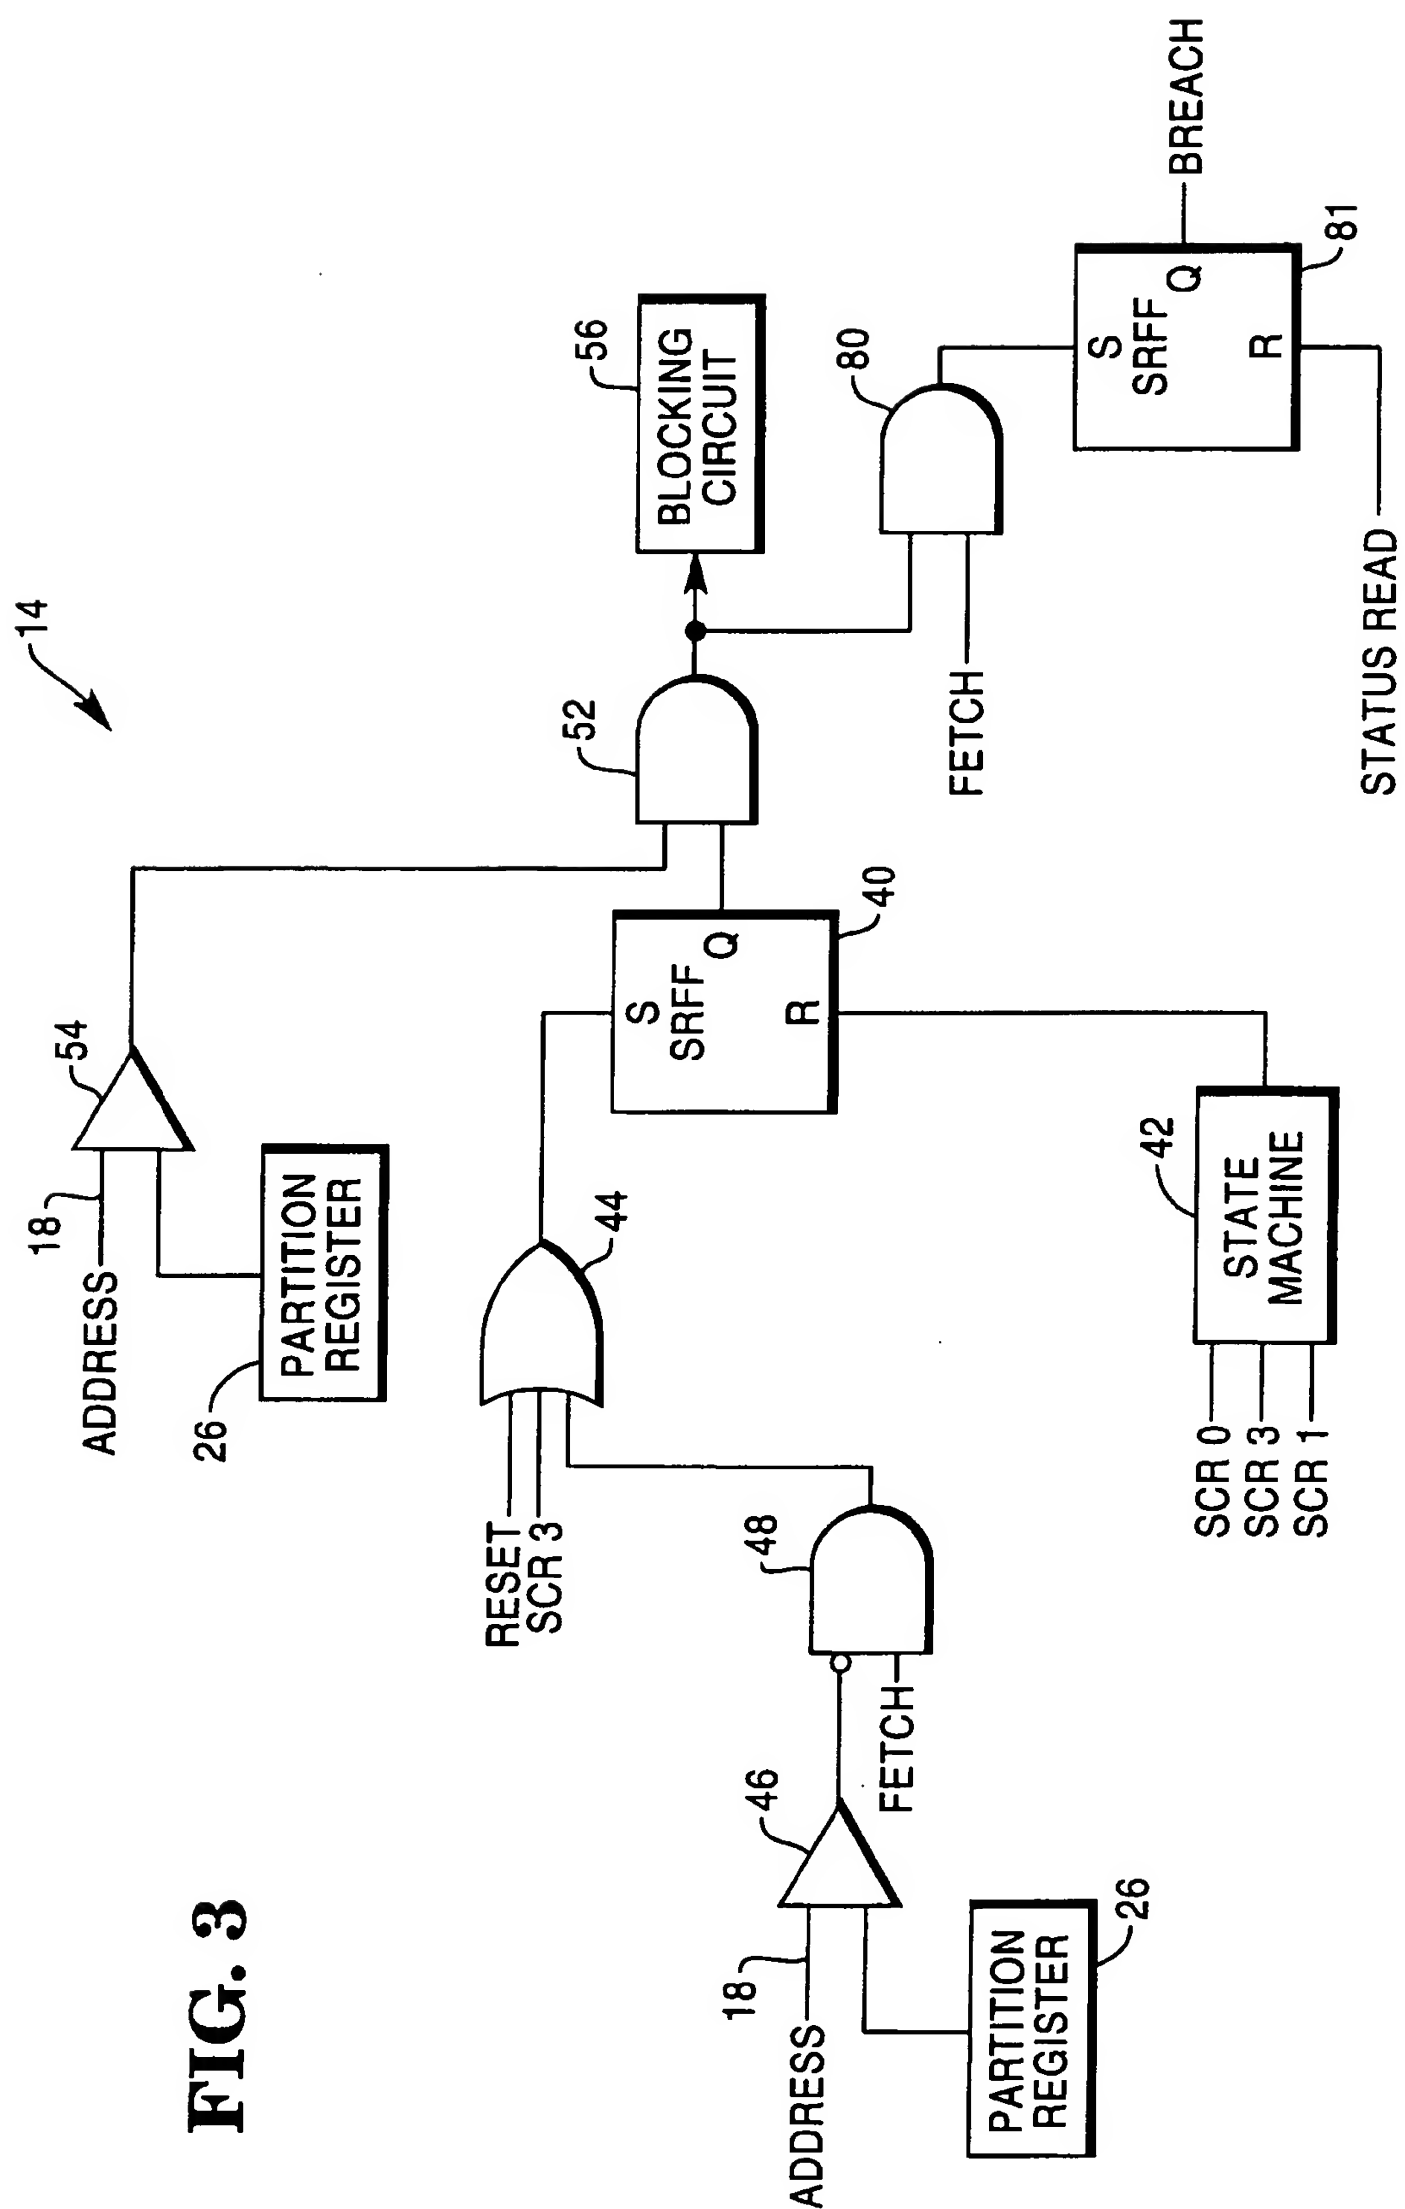 FIG. 3
14
18
ADDRESS
54
26
PARTITION
REGISTER
RESET
SCR 3
44
18
ADDRESS
46
48
FETCH
PARTITION
REGISTER
26
S
SRFF
Q
R
40
52
56
BLOCKING
CIRCUIT
42
STATE
MACHINE
SCR 0
SCR 3
SCR 1
FETCH
80
S
SRFF
Q
R
81
BREACH
STATUS READ